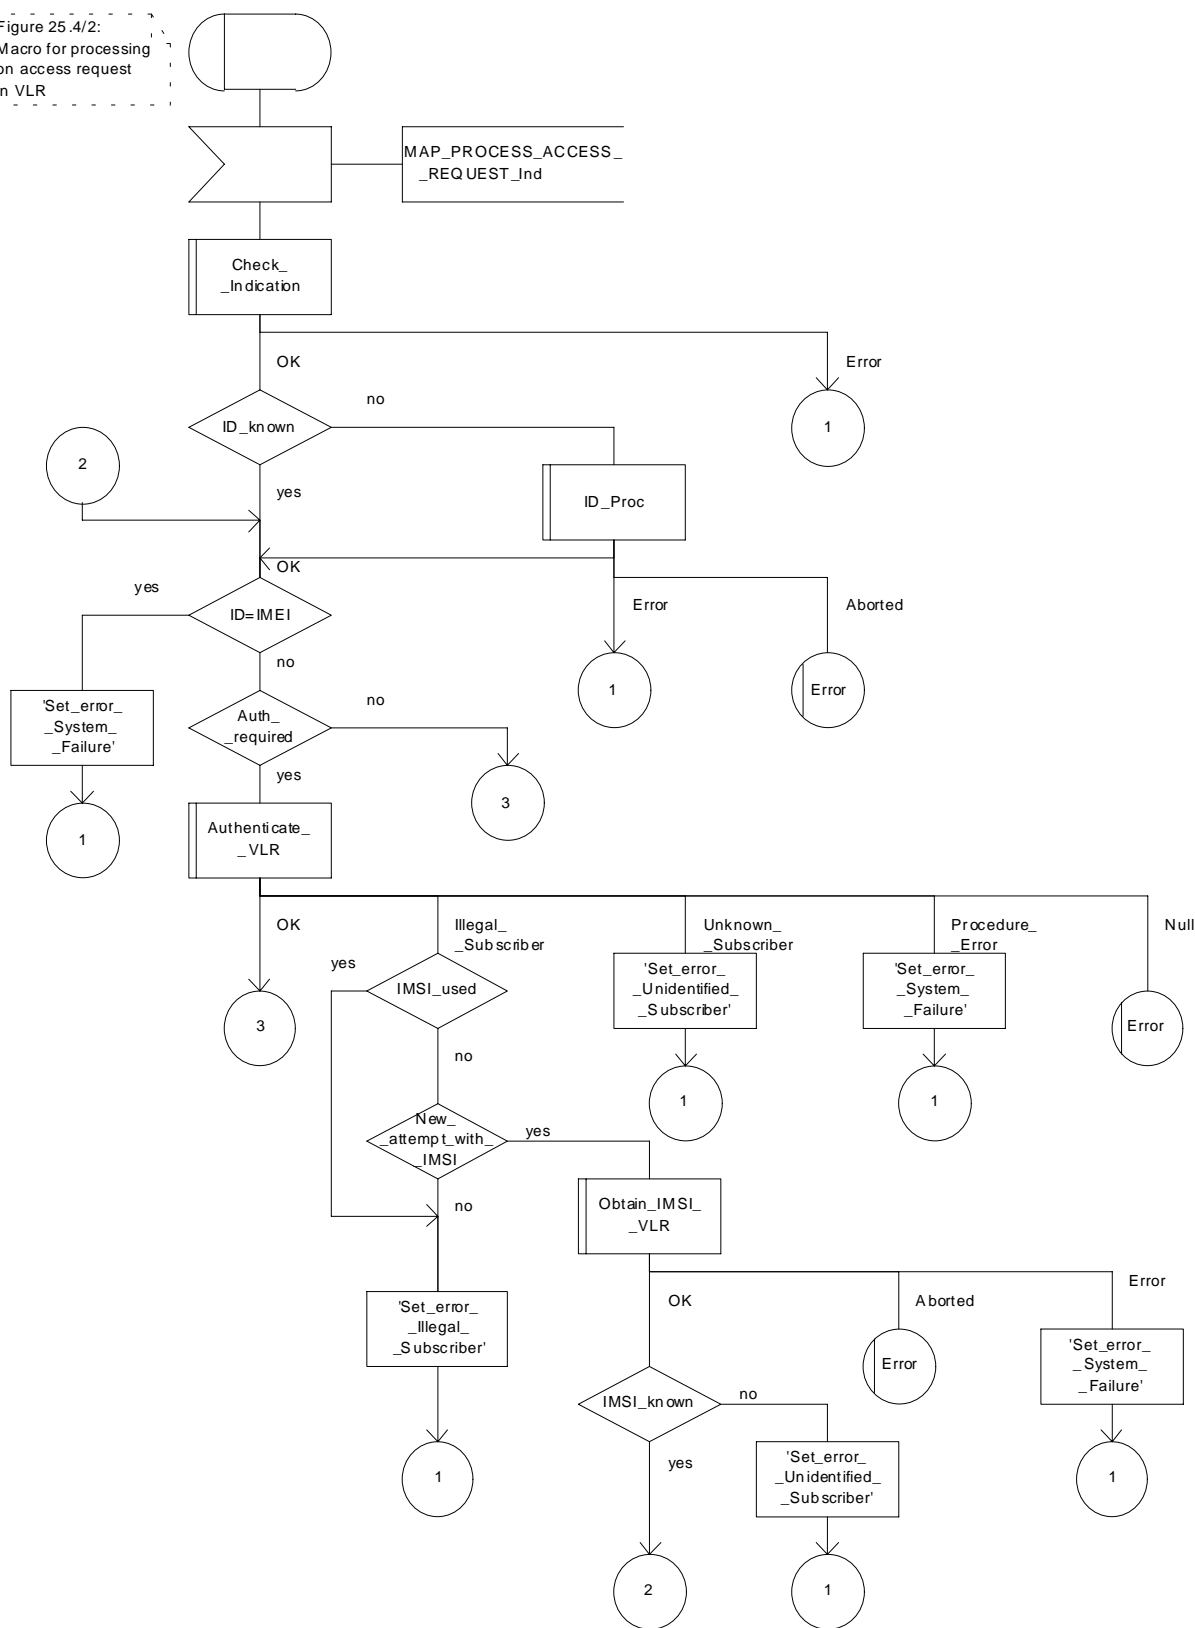 Figure 25.4/2:
Macro for processing
on access request
in VLR
MAP_PROCESS_ACCESS_
_REQUEST_Ind
Check_
_Indication
OK
Error
1
ID_known
no
2
yes
ID_Proc
OK
yes
ID=IMEI
Error
Aborted
no
1
Error
'Set_error_
_System_
_Failure'
Auth_
_required
no
yes
3
1
Authenticate_
_VLR
OK
Illegal_
_Subscriber
Unknown_
_Subscriber
Procedure_
_Error
Null
yes
IMSI_used
'Set_error_
_Unidentified_
_Subscriber'
'Set_error_
_System_
_Failure'
3
Error
no
1
1
New_
_attempt_with_
_IMSI
yes
no
Obtain_IMSI_
_VLR
OK
Aborted
Error
'Set_error_
_Illegal_
_Subscriber'
Error
'Set_error_
_System_
_Failure'
IMSI_known
no
yes
1
'Set_error_
_Unidentified_
_Subscriber'
1
2
1